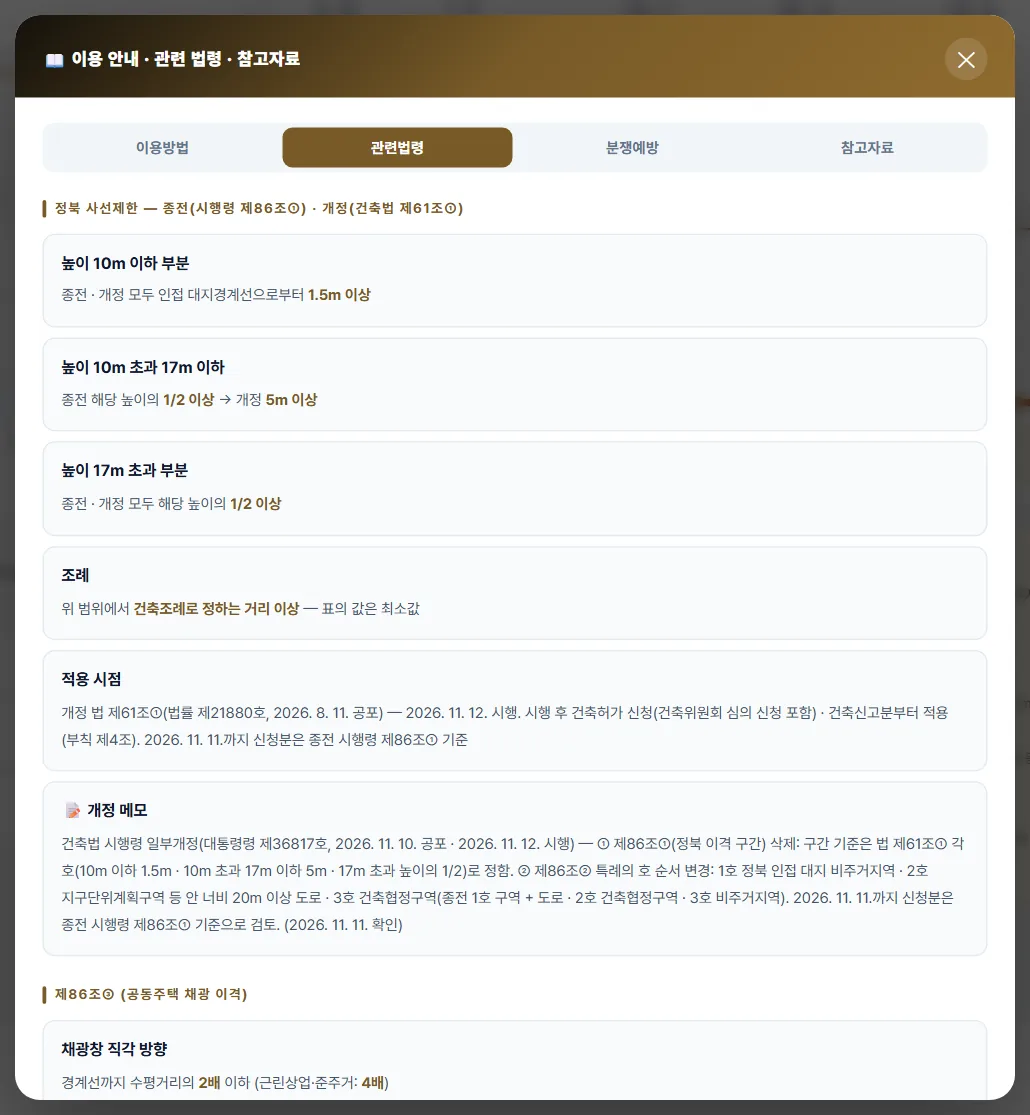 📖 이용 안내 · 관련 법령 · 참고자료
이용방법
관련법령
분쟁예방
참고자료
정북 사선제한 — 종전(시행령 제86조①) · 개정(건축법 제61조①)
높이 10m 이하 부분
종전 · 개정 모두 인접 대지경계선으로부터 1.5m 이상
높이 10m 초과 17m 이하
종전 해당 높이의 1/2 이상 → 개정 5m 이상
높이 17m 초과 부분
종전 · 개정 모두 해당 높이의 1/2 이상
조례
위 범위에서 건축조례로 정하는 거리 이상 — 표의 값은 최소값
적용 시점
개정 법 제61조①(법률 제21880호, 2026. 8. 11. 공포) — 2026. 11. 12. 시행. 시행 후 건축허가 신청(건축위원회 심의 신청 포함) · 건축신고분부터 적용
(부칙 제4조). 2026. 11. 11.까지 신청분은 종전 시행령 제86조① 기준
📝 개정 메모
건축법 시행령 일부개정(대통령령 제36817호, 2026. 11. 10. 공포 · 2026. 11. 12. 시행) — ① 제86조①(정북 이격 구간) 삭제: 구간 기준은 법 제61조① 각
호(10m 이하 1.5m · 10m 초과 17m 이하 5m · 17m 초과 높이의 1/2)로 정함. ② 제86조② 특례의 호 순서 변경: 1호 정북 인접 대지 비주거지역 · 2호
지구단위계획구역 등 안 너비 20m 이상 도로 · 3호 건축협정구역(종전 1호 구역 + 도로 · 2호 건축협정구역 · 3호 비주거지역). 2026. 11. 11.까지 신청분은
종전 시행령 제86조① 기준으로 검토. (2026. 11. 11. 확인)
제86조③ (공동주택 채광 이격)
채광창 직각 방향
경계선까지 수평거리의 2배 이하 (근린상업·준주거: 4배)